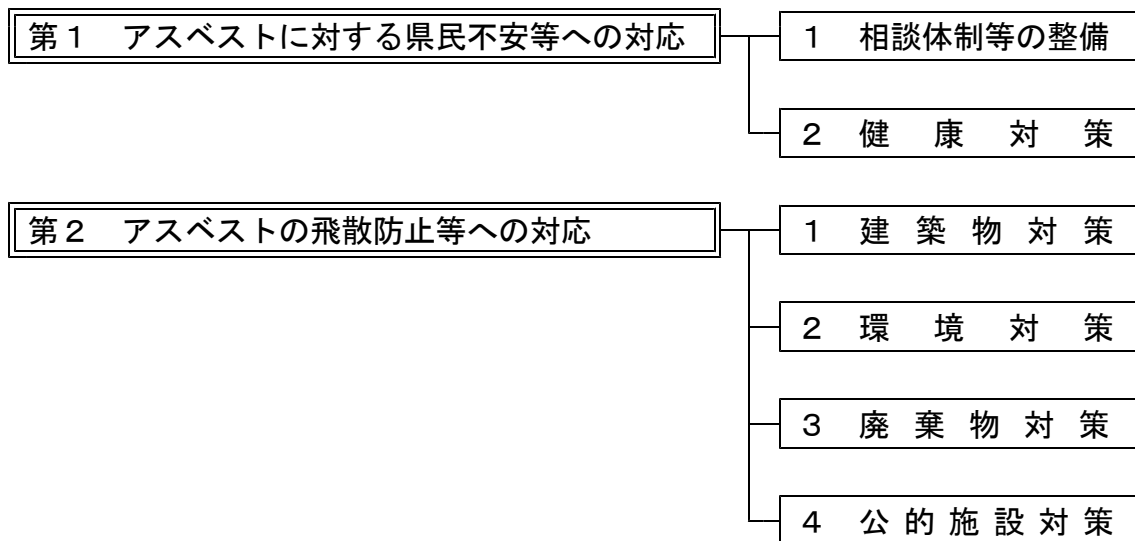 第１　アスベストに対する県民不安等への対応
１　相談体制等の整備
２　健康対策
第２　アスベストの飛散防止等への対応
１　建築物対策
２　環境対策
３　廃棄物対策
４　公的施設対策